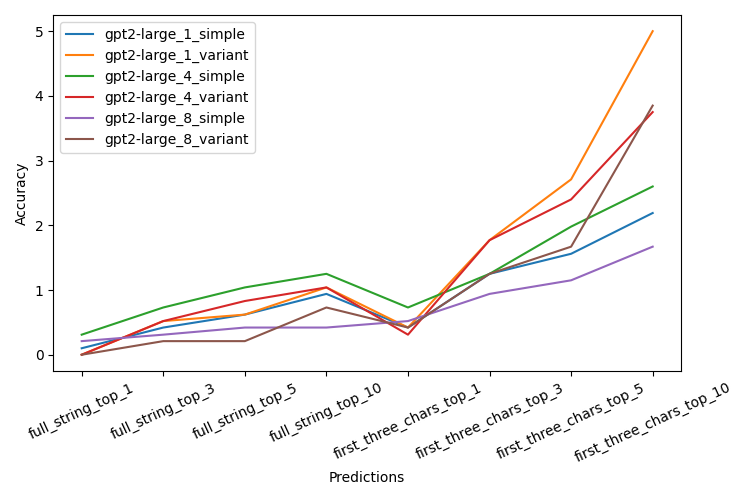 gpt2-large_1_simple
gpt2-large_1_variant
gpt2-large_4_simple
gpt2-large_4_variant
gpt2-large_8_simple
gpt2-large_8_variant
Accuracy
5
4
3
2
1
0
full_string_top_1
full_string_top_3
full_string_top_5
full_string_top_10
first_three_chars_top_1
first_three_chars_top_3
first_three_chars_top_5
first_three_chars_top_10
Predictions